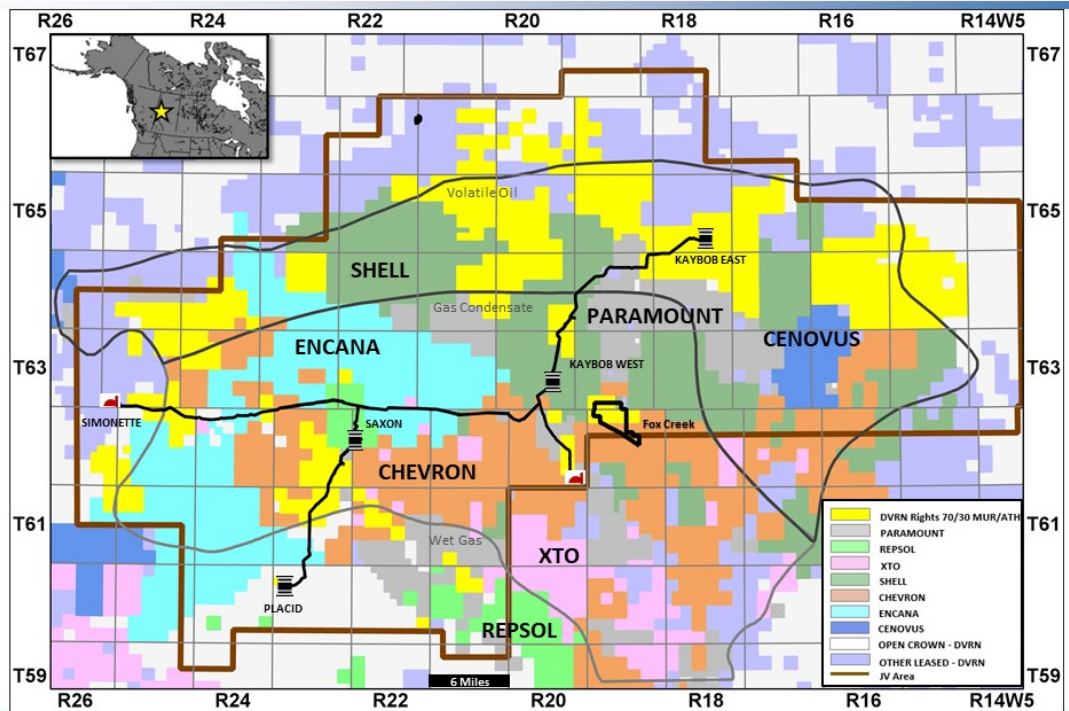 R26 R24 R22 R20 R18 R16 R14W5
T67 T67
Volatile Oil
T65 T65
KAYBOB EAST
SHELL
Gas Condensate
PARAMOUNT
ENCANA
CENOVUS
T63 T63
KAYBOB WEST
SIMONETTE
SAXON
Fox Creek
CHEVRON
T61 T61
Wet Gas
XTO
PLACID
REPSOL
DVRN Rights 70/30 MUR/ATH
PARAMOUNT
REPSOL
XTO
SHELL
CHEVRON
ENCANA
CENOVUS
OPEN CROWN - DVRN
OTHER LEASED - DVRN
JV Area
T59 T59
6 Miles
R26 R24 R22 R20 R18 R16 R14W5